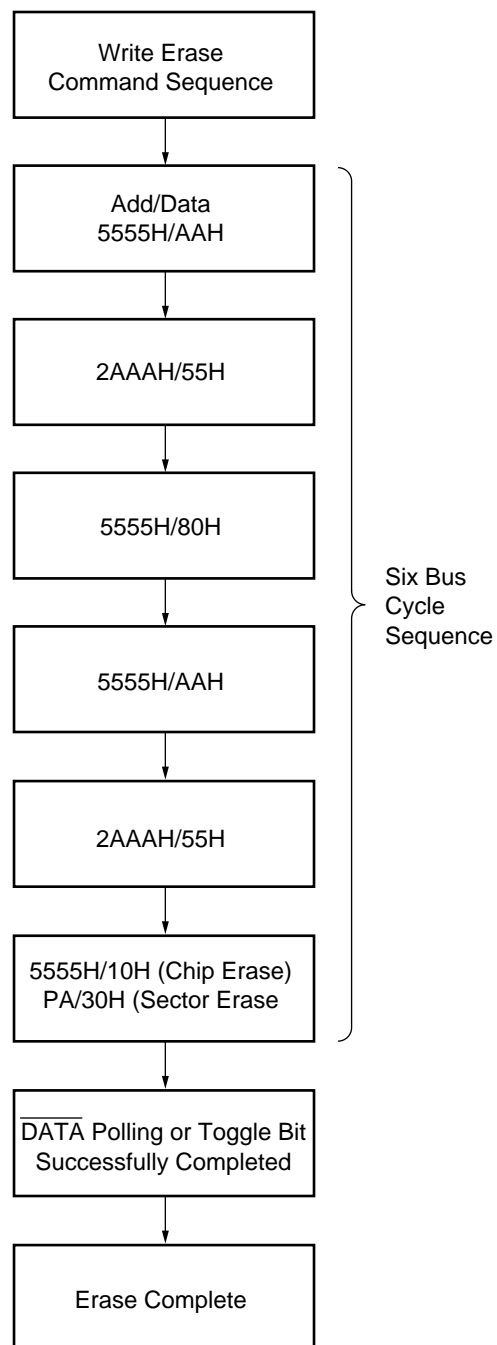 Write Erase
Command Sequence
Add/Data
5555H/AAH
2AAAH/55H
5555H/80H
5555H/AAH
2AAAH/55H
5555H/10H (Chip Erase)
PA/30H (Sector Erase
Six Bus
Cycle
Sequence
D̅A̅T̅A̅ Polling or Toggle Bit
Successfully Completed
Erase Complete